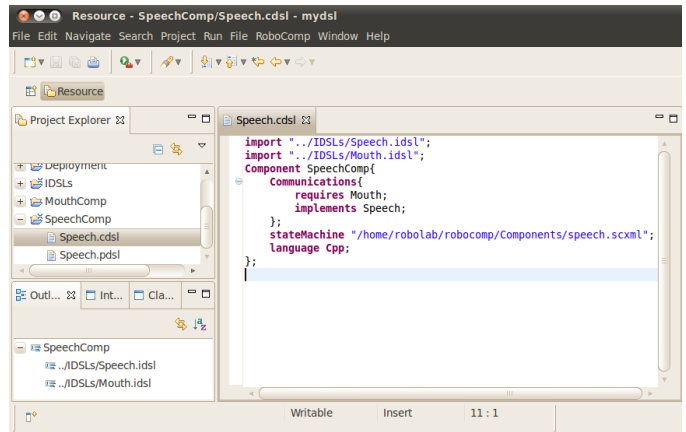 Resource - SpeechComp/Speech.cdsl - mydsl
File Edit Navigate Search Project Run File RoboComp Window Help
Resource
Project Explorer
Deployment
IDSLs
MouthComp
SpeechComp
Speech.cdsl
Speech.pdsl
Speech.cdsl
import "../IDSLs/Speech.idsl";
import "../IDSLs/Mouth.idsl";
Component SpeechComp{
Communications{
requires Mouth;
implements Speech;
};
stateMachine "/home/robolab/robocomp/Components/speech.scxml";
language Cpp;
};
Outl... Int... Cla...
SpeechComp
../IDSLs/Speech.idsl
../IDSLs/Mouth.idsl
Writable Insert 11 : 1